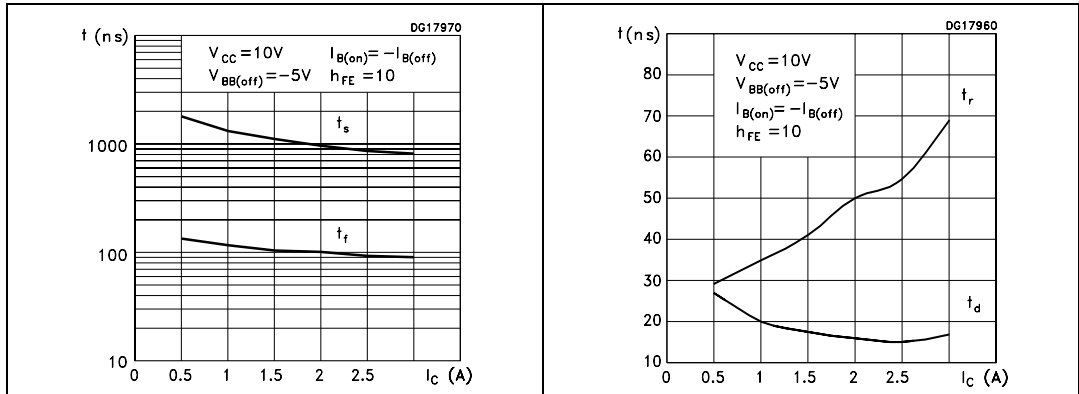 DG17970
t (ns)
V CC =10V I B(on) =-I B(off)
V BB(off) =-5V h FE =10
t s
1000
t f
100
10
0 0.5 1 1.5 2 2.5 I C (A)
DG17960
t(ns)
V CC =10V
V BB(off) =-5V
I B(on) =-I B(off)
h FE =10
80
t r
70
60
50
40
30
t d
20
10
0 0.5 1 1.5 2 2.5 I C (A)